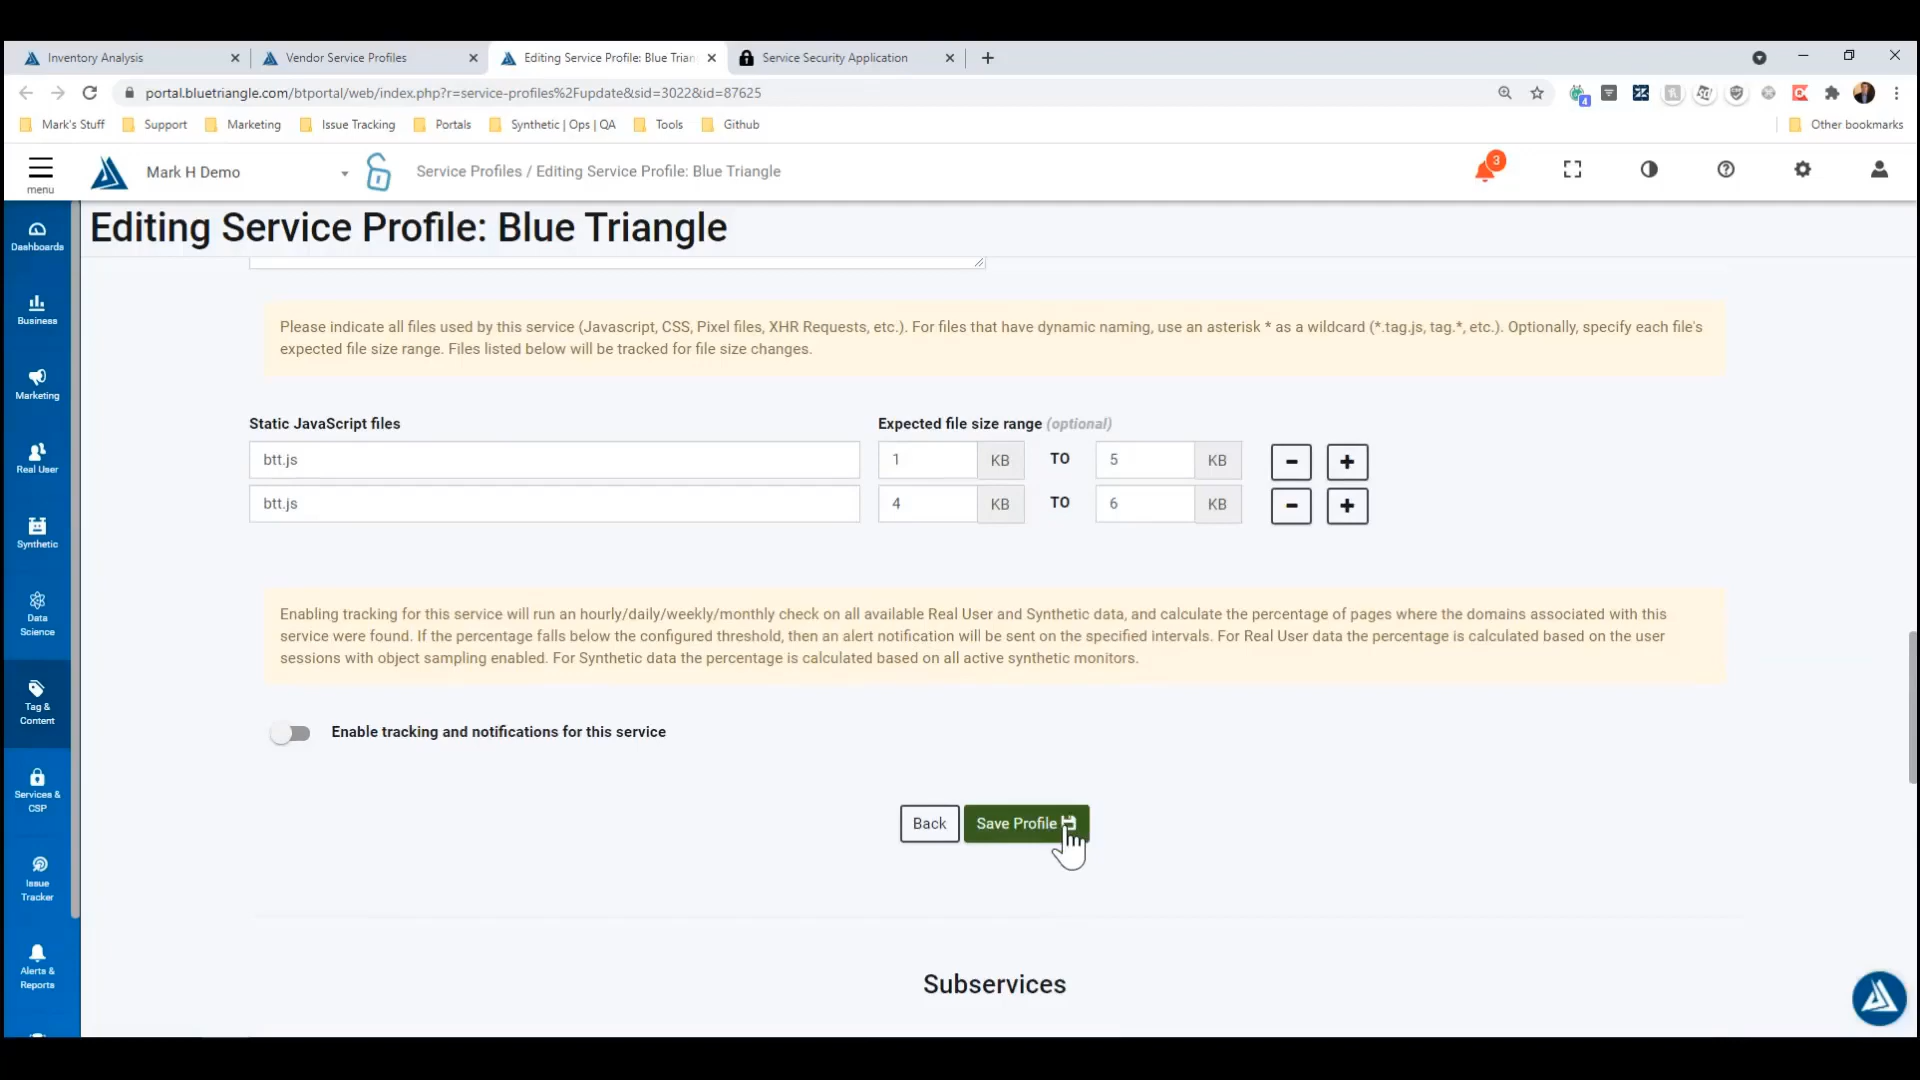 Inventory Analysis
Vendor Service Profiles
Editing Service Profile: Blue Trian
Service Security Application
portal.bluetriangle.com/btportal/web/index.php?r=service-profiles%2Fupdate&sid=3022&id=87625
4
Mark's Stuff
Support
Marketing
Issue Tracking
Portals
Synthetic | Ops | QA
Tools
Github
Other bookmarks
menu
Mark H Demo
Service Profiles / Editing Service Profile: Blue Triangle
3
Editing Service Profile: Blue Triangle
Dashboards
Business
Marketing
Real User
Synthetic
Data
Science
Tag &
Content
Services &
CSP
Issue
Tracker
Alerts &
Reports
Please indicate all files used by this service (Javascript, CSS, Pixel files, XHR Requests, etc.). For files that have dynamic naming, use an asterisk * as a wildcard (*.tag.js, tag.*, etc.). Optionally, specify each file's
expected file size range. Files listed below will be tracked for file size changes.
Static JavaScript files
Expected file size range (optional)
btt.js 1 KB TO 5 KB - +
btt.js 4 KB TO 6 KB - +
Enabling tracking for this service will run an hourly/daily/weekly/monthly check on all available Real User and Synthetic data, and calculate the percentage of pages where the domains associated with this
service were found. If the percentage falls below the configured threshold, then an alert notification will be sent on the specified intervals. For Real User data the percentage is calculated based on the user
sessions with object sampling enabled. For Synthetic data the percentage is calculated based on all active synthetic monitors.
Enable tracking and notifications for this service
Back
Save Profile
Subservices